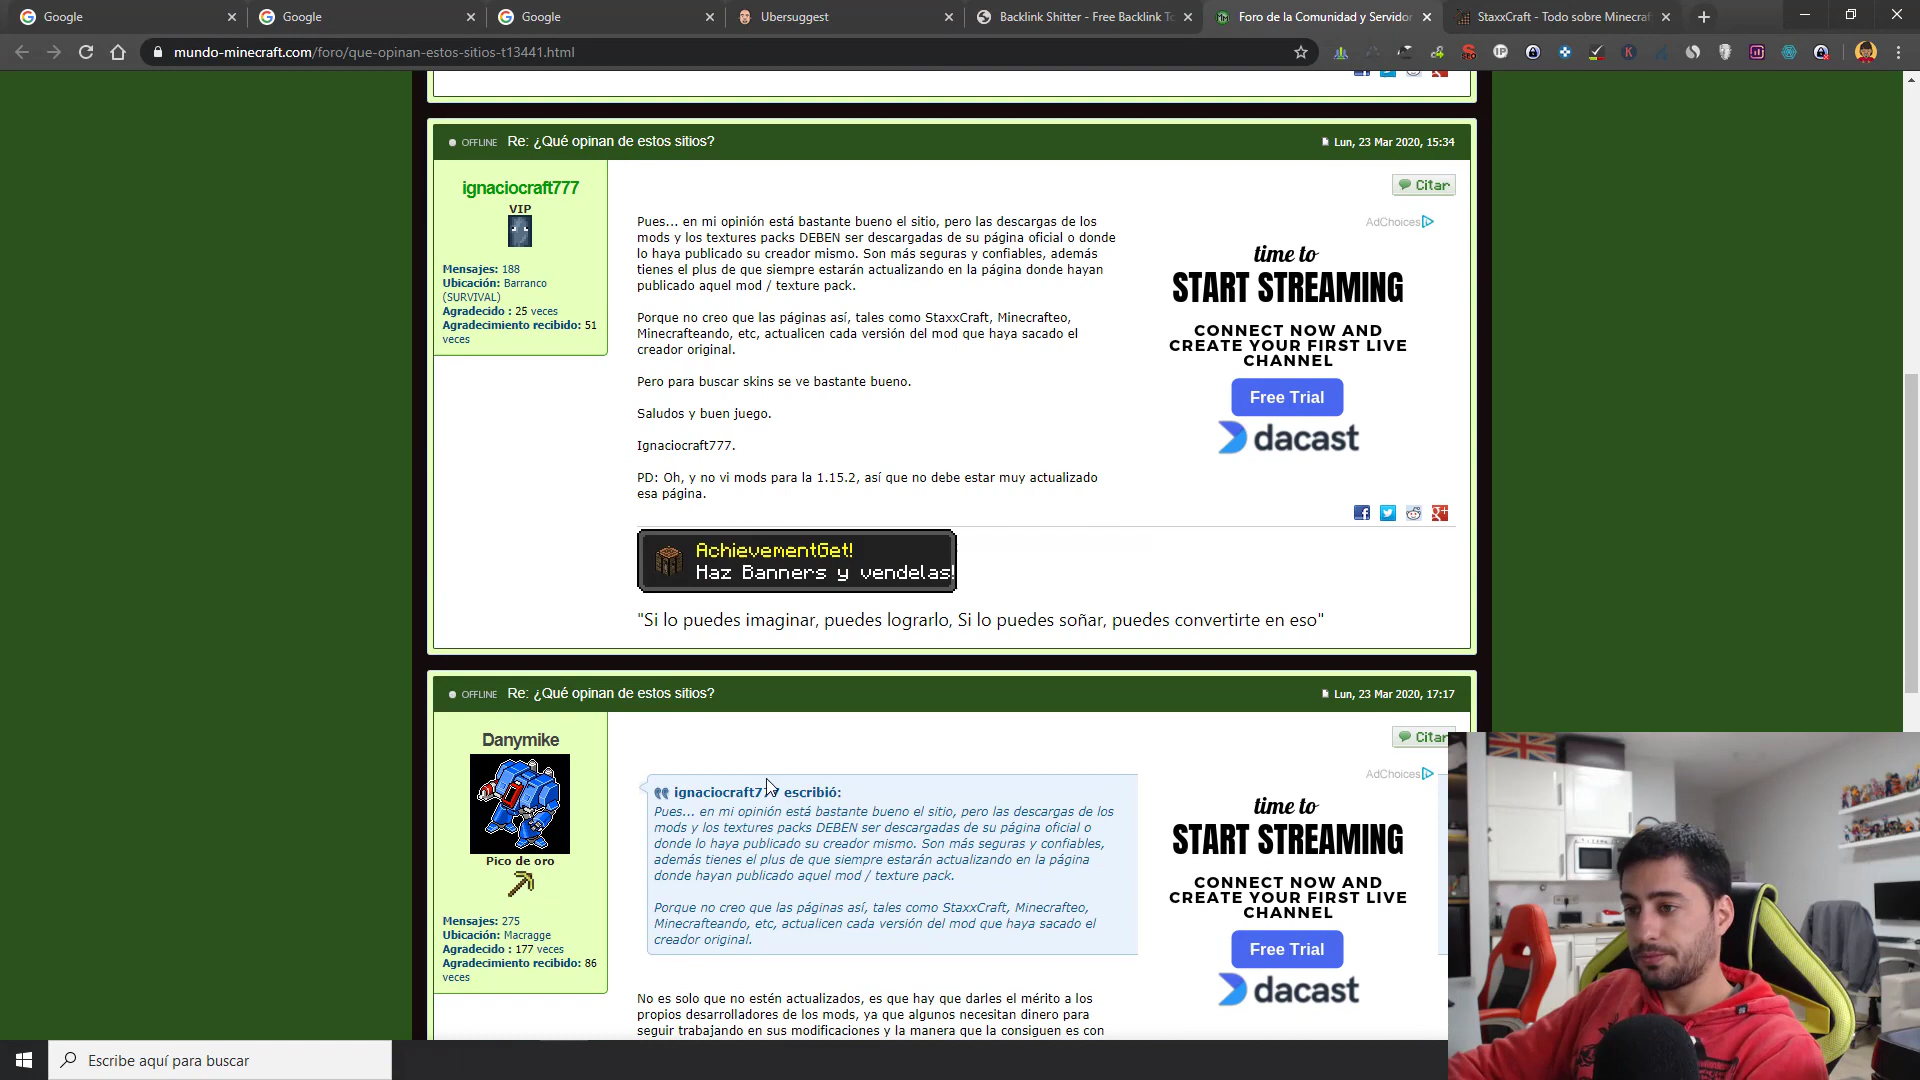 Google
Google
Google
Ubersuggest
Backlink Shitter - Free Backlink To
Foro de la Comunidad y Servidor
StaxxCraft - Todo sobre Minecraf
mundo-minecraft.com/foro/que-opinan-estos-sitios-t13441.html
OFFLINE Re: ¿Qué opinan de estos sitios?
Lun, 23 Mar 2020, 15:34
ignaciocraft777
VIP
Mensajes: 188
Ubicación: Barranco
(SURVIVAL)
Agradecido : 25 veces
Agradecimiento recibido: 51
veces
Citar
Pues... en mi opinión está bastante bueno el sitio, pero las descargas de los
mods y los textures packs DEBEN ser descargadas de su página oficial o donde
lo haya publicado su creador mismo. Son más seguras y confiables, además
tienes el plus de que siempre estarán actualizando en la página donde hayan
publicado aquel mod / texture pack.
Porque no creo que las páginas así, tales como StaxxCraft, Minecrafteo,
Minecrafteando, etc, actualicen cada versión del mod que haya sacado el
creador original.
Pero para buscar skins se ve bastante bueno.
Saludos y buen juego.
Ignaciocraft777.
PD: Oh, y no vi mods para la 1.15.2, así que no debe estar muy actualizado
esa página.
AdChoices
time to
START STREAMING
CONNECT NOW AND
CREATE YOUR FIRST LIVE
CHANNEL
Free Trial
dacast
AchievementGet!
Haz Banners y vendelas!
"Si lo puedes imaginar, puedes lograrlo, Si lo puedes soñar, puedes convertirte en eso"
OFFLINE Re: ¿Qué opinan de estos sitios?
Lun, 23 Mar 2020, 17:17
Danymike
Pico de oro
Mensajes: 275
Ubicación: Macragge
Agradecido : 177 veces
Agradecimiento recibido: 86
veces
Citar
ignaciocraft777 escribió:
Pues... en mi opinión está bastante bueno el sitio, pero las descargas de los
mods y los textures packs DEBEN ser descargadas de su página oficial o
donde lo haya publicado su creador mismo. Son más seguras y confiables,
además tienes el plus de que siempre estarán actualizando en la página
donde hayan publicado aquel mod / texture pack.
Porque no creo que las páginas así, tales como StaxxCraft, Minecrafteo,
Minecrafteando, etc, actualicen cada versión del mod que haya sacado el
creador original.
No es solo que no estén actualizados, es que hay que darles el mérito a los
propios desarrolladores de los mods, ya que algunos necesitan dinero para
seguir trabajando en sus modificaciones y la manera que la consiguen es con
AdChoices
time to
START STREAMING
CONNECT NOW AND
CREATE YOUR FIRST LIVE
CHANNEL
Free Trial
dacast
Escribe aquí para buscar